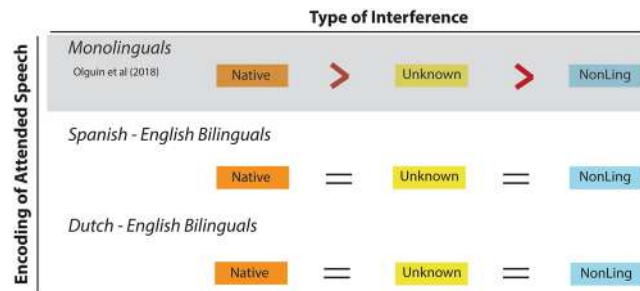 Type of Interference
Encoding of Attended Speech
Monolinguals
Olguin et al (2018)
Native > Unknown > NonLing
Spanish - English Bilinguals
Native = Unknown = NonLing
Dutch - English Bilinguals
Native = Unknown = NonLing